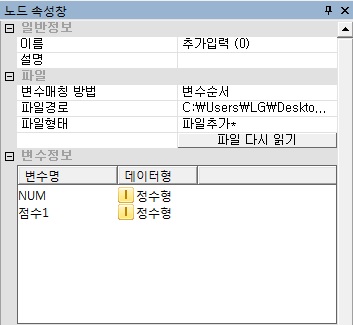 노드 속성창
일반정보
이름 추가입력 (0)
설명
파일
변수매칭 방법 변수순서
파일경로 C:₩Users₩LG₩Deskto,,,
파일형태 파일추가*
파일 다시 읽기
변수정보
변수명 데이터형
NUM I 정수형
점수1 I 정수형